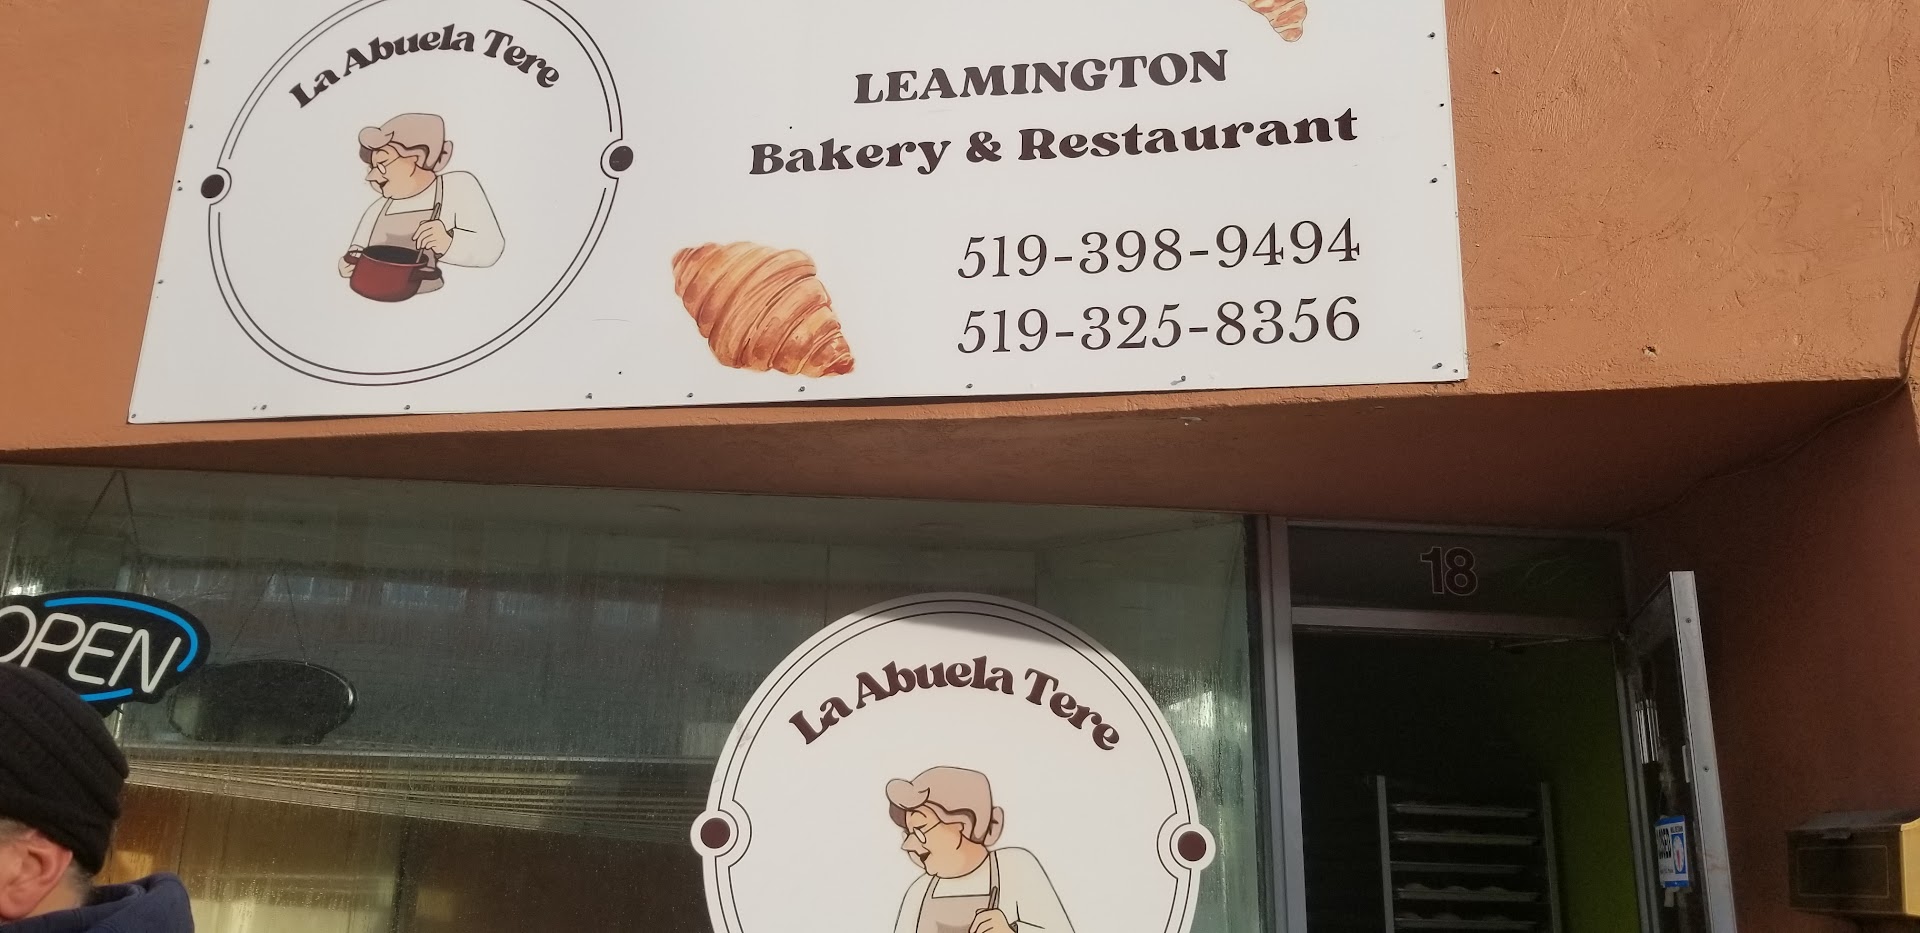 La Abuela Tere
LEAMINGTON
Bakery & Restaurant
519-398-9494
519-325-8356
18
OPEN
La Abuela Tere